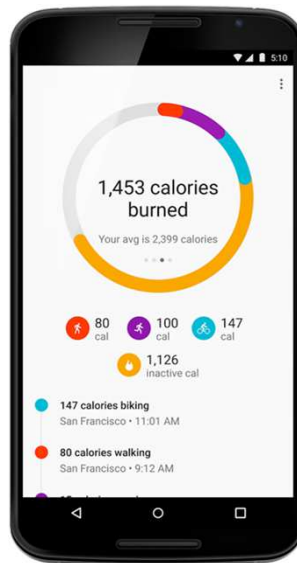 5:10
1,453 calories
burned
Your avg is 2,399 calories
80
cal
100
cal
147
cal
1,126
inactive cal
147 calories biking
San Francisco • 11:01 AM
80 calories walking
San Francisco • 9:12 AM